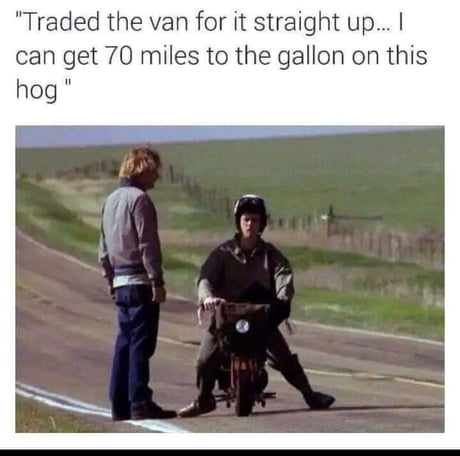 "Traded the van for it straight up... I
can get 70 miles to the gallon on this
hog "